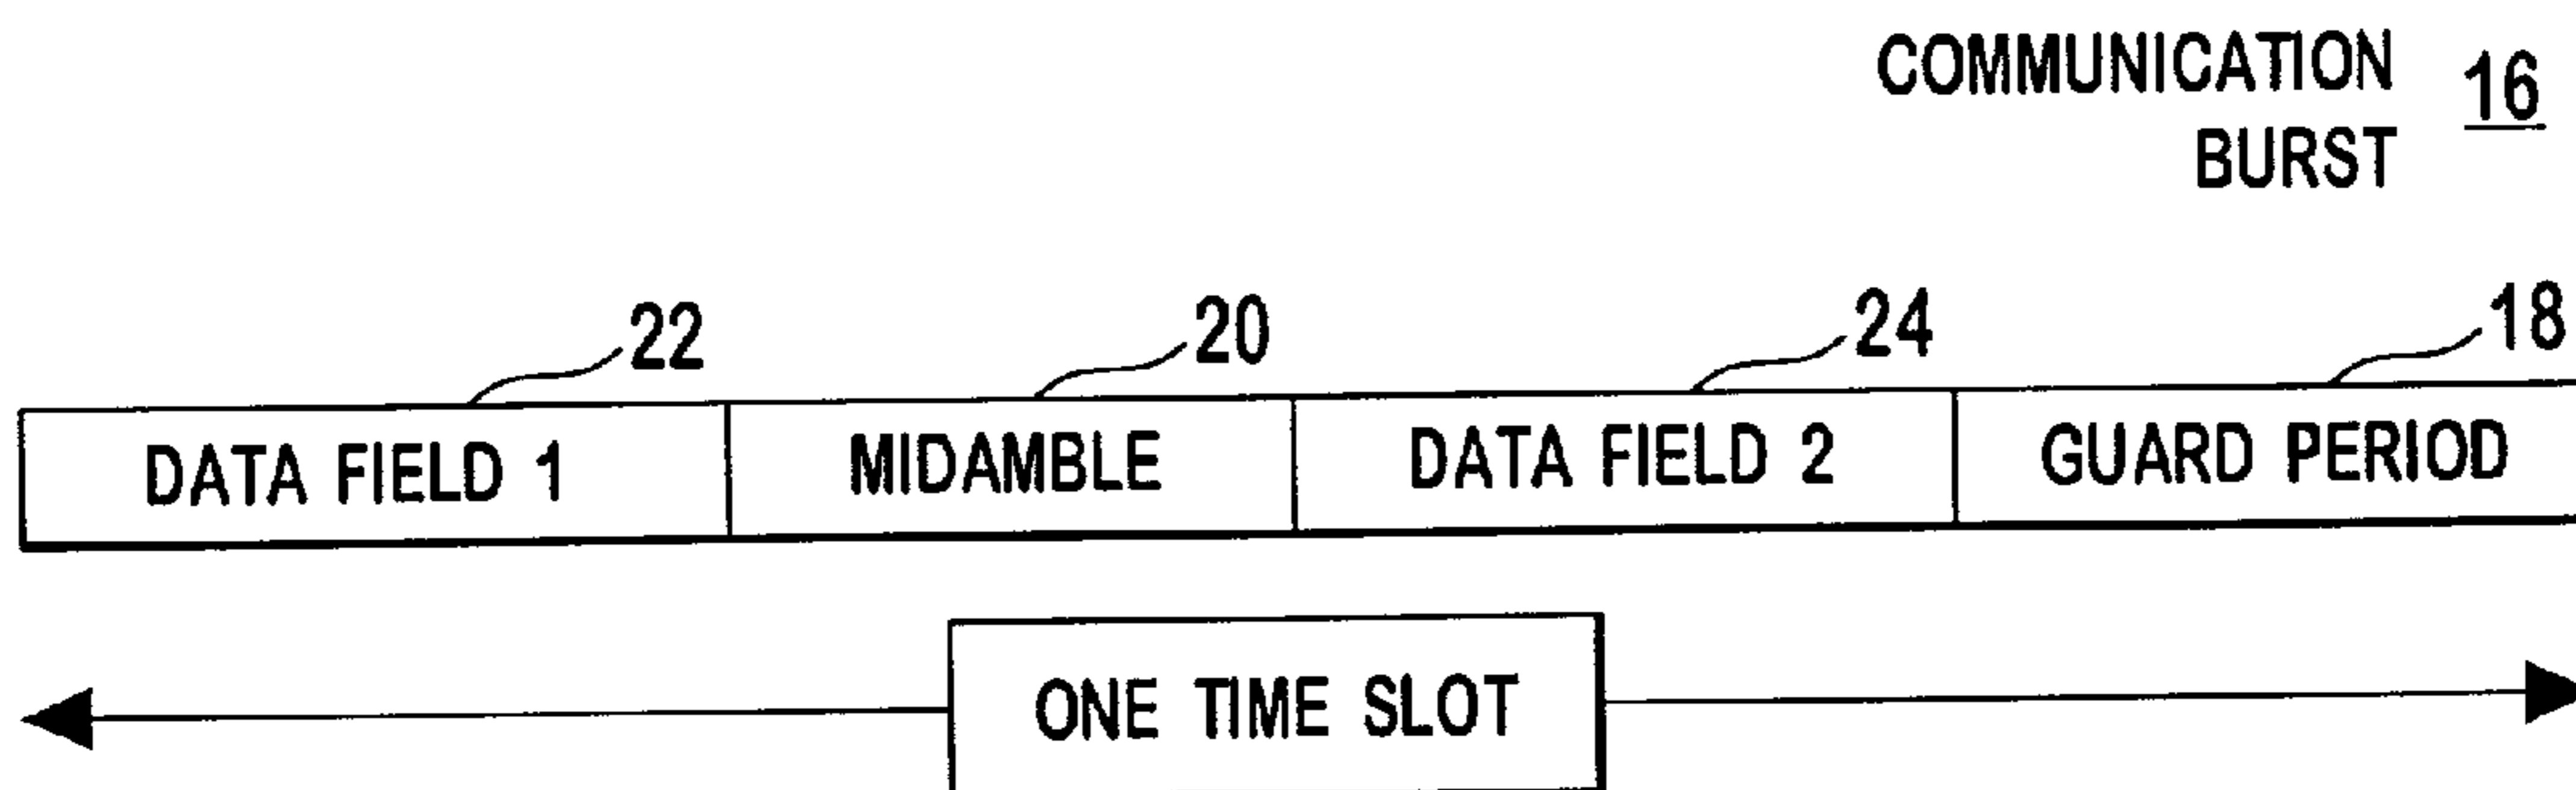 COMMUNICATION 16
BURST
22 20 24 18
DATA FIELD 1 MIDAMBLE DATA FIELD 2 GUARD PERIOD
ONE TIME SLOT